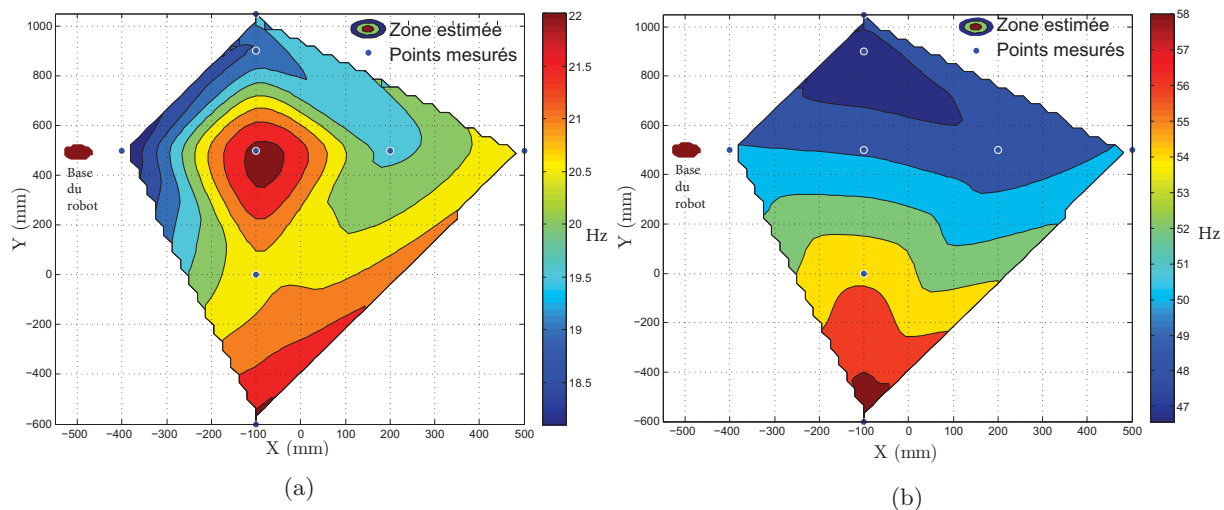 Zone estimée
Points mesurés
1000
800
600
400
200
0
−200
−400
−600
Y (mm)
Base
du
robot
−500 −400 −300 −200 −100 0 100 200 300 400 500
X (mm)
22
21.5
21
20.5
20
19.5
19
18.5
Hz
(a)
Zone estimée
Points mesurés
1000
800
600
400
200
0
−200
−400
−600
Y (mm)
Base
du
robot
−500 −400 −300 −200 −100 0 100 200 300 400 500
X (mm)
58
57
56
55
54
53
52
51
50
49
48
47
Hz
(b)